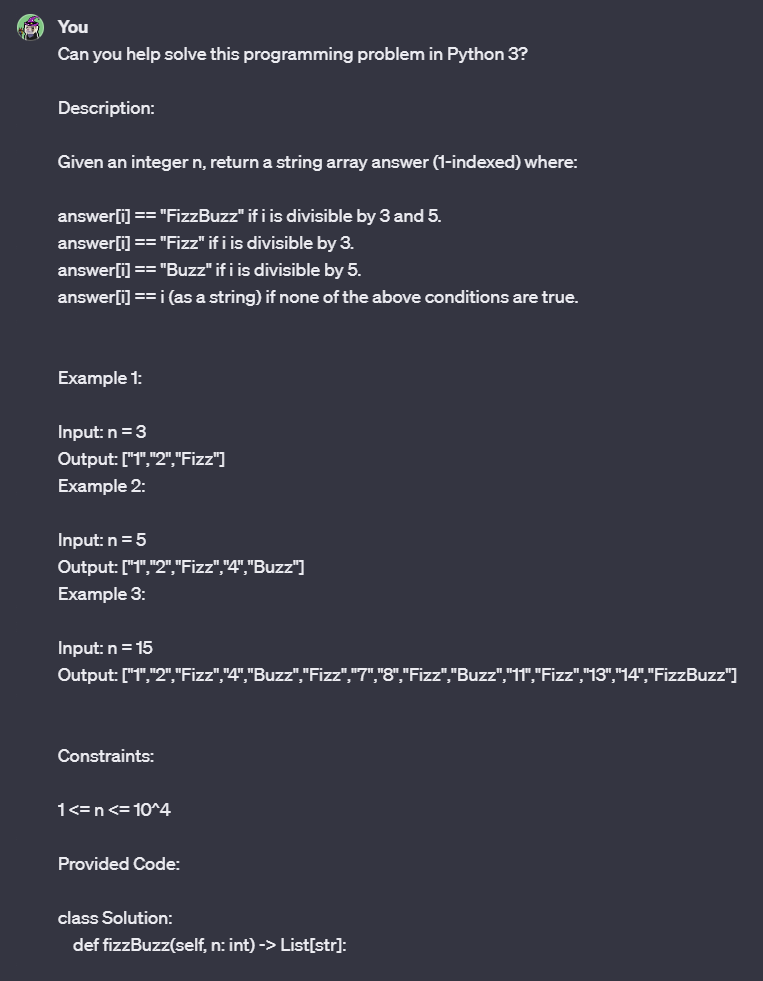 You
Can you help solve this programming problem in Python 3?
Description:
Given an integer n, return a string array answer (1-indexed) where:
answer[i] == "FizzBuzz" if i is divisible by 3 and 5.
answer[i] == "Fizz" if i is divisible by 3.
answer[i] == "Buzz" if i is divisible by 5.
answer[i] == i (as a string) if none of the above conditions are true.
Example 1:
Input: n = 3
Output: ["1","2","Fizz"]
Example 2:
Input: n = 5
Output: ["1","2","Fizz","4","Buzz"]
Example 3:
Input: n = 15
Output: ["1","2","Fizz","4","Buzz","Fizz","7","8","Fizz","Buzz","11","Fizz","13","14","FizzBuzz"]
Constraints:
1 <= n <= 10^4
Provided Code:
class Solution:
    def fizzBuzz(self, n: int) -> List[str]: